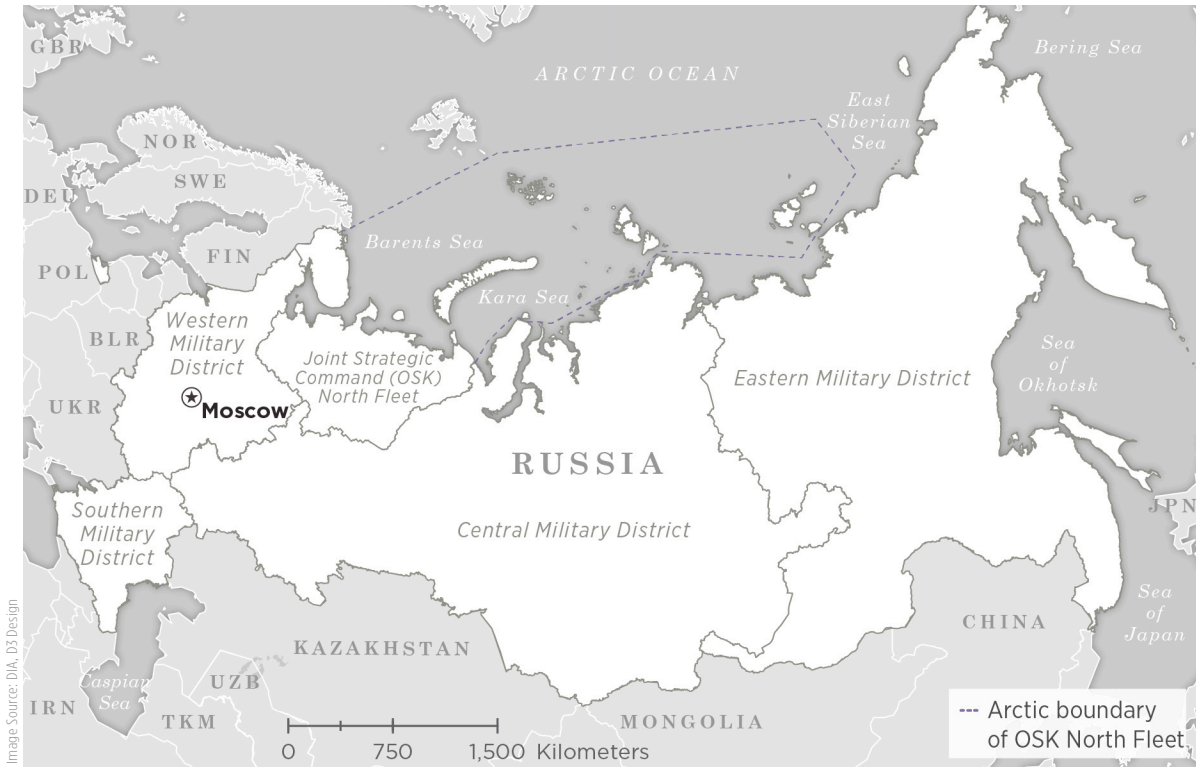 GBR
ARCTIC OCEAN
Bering Sea
East
Siberian
Sea
NOR
SWE
DEU
FIN
Barents Sea
POL
Kara Sea
BLR
Western
Military
District
Joint Strategic
Command (OSK)
North Fleet
Eastern Military District
Sea
of
Okhotsk
UKR
Moscow
RUSSIA
Southern
Military
District
Central Military District
JPN
CHINA
Sea
of
Japan
KAZAKHSTAN
UZB
Caspian
Sea
IRN
TKM
MONGOLIA
0 750 1,500 Kilometers
Arctic boundary
of OSK North Fleet
Image Source: DIA, D3 Design